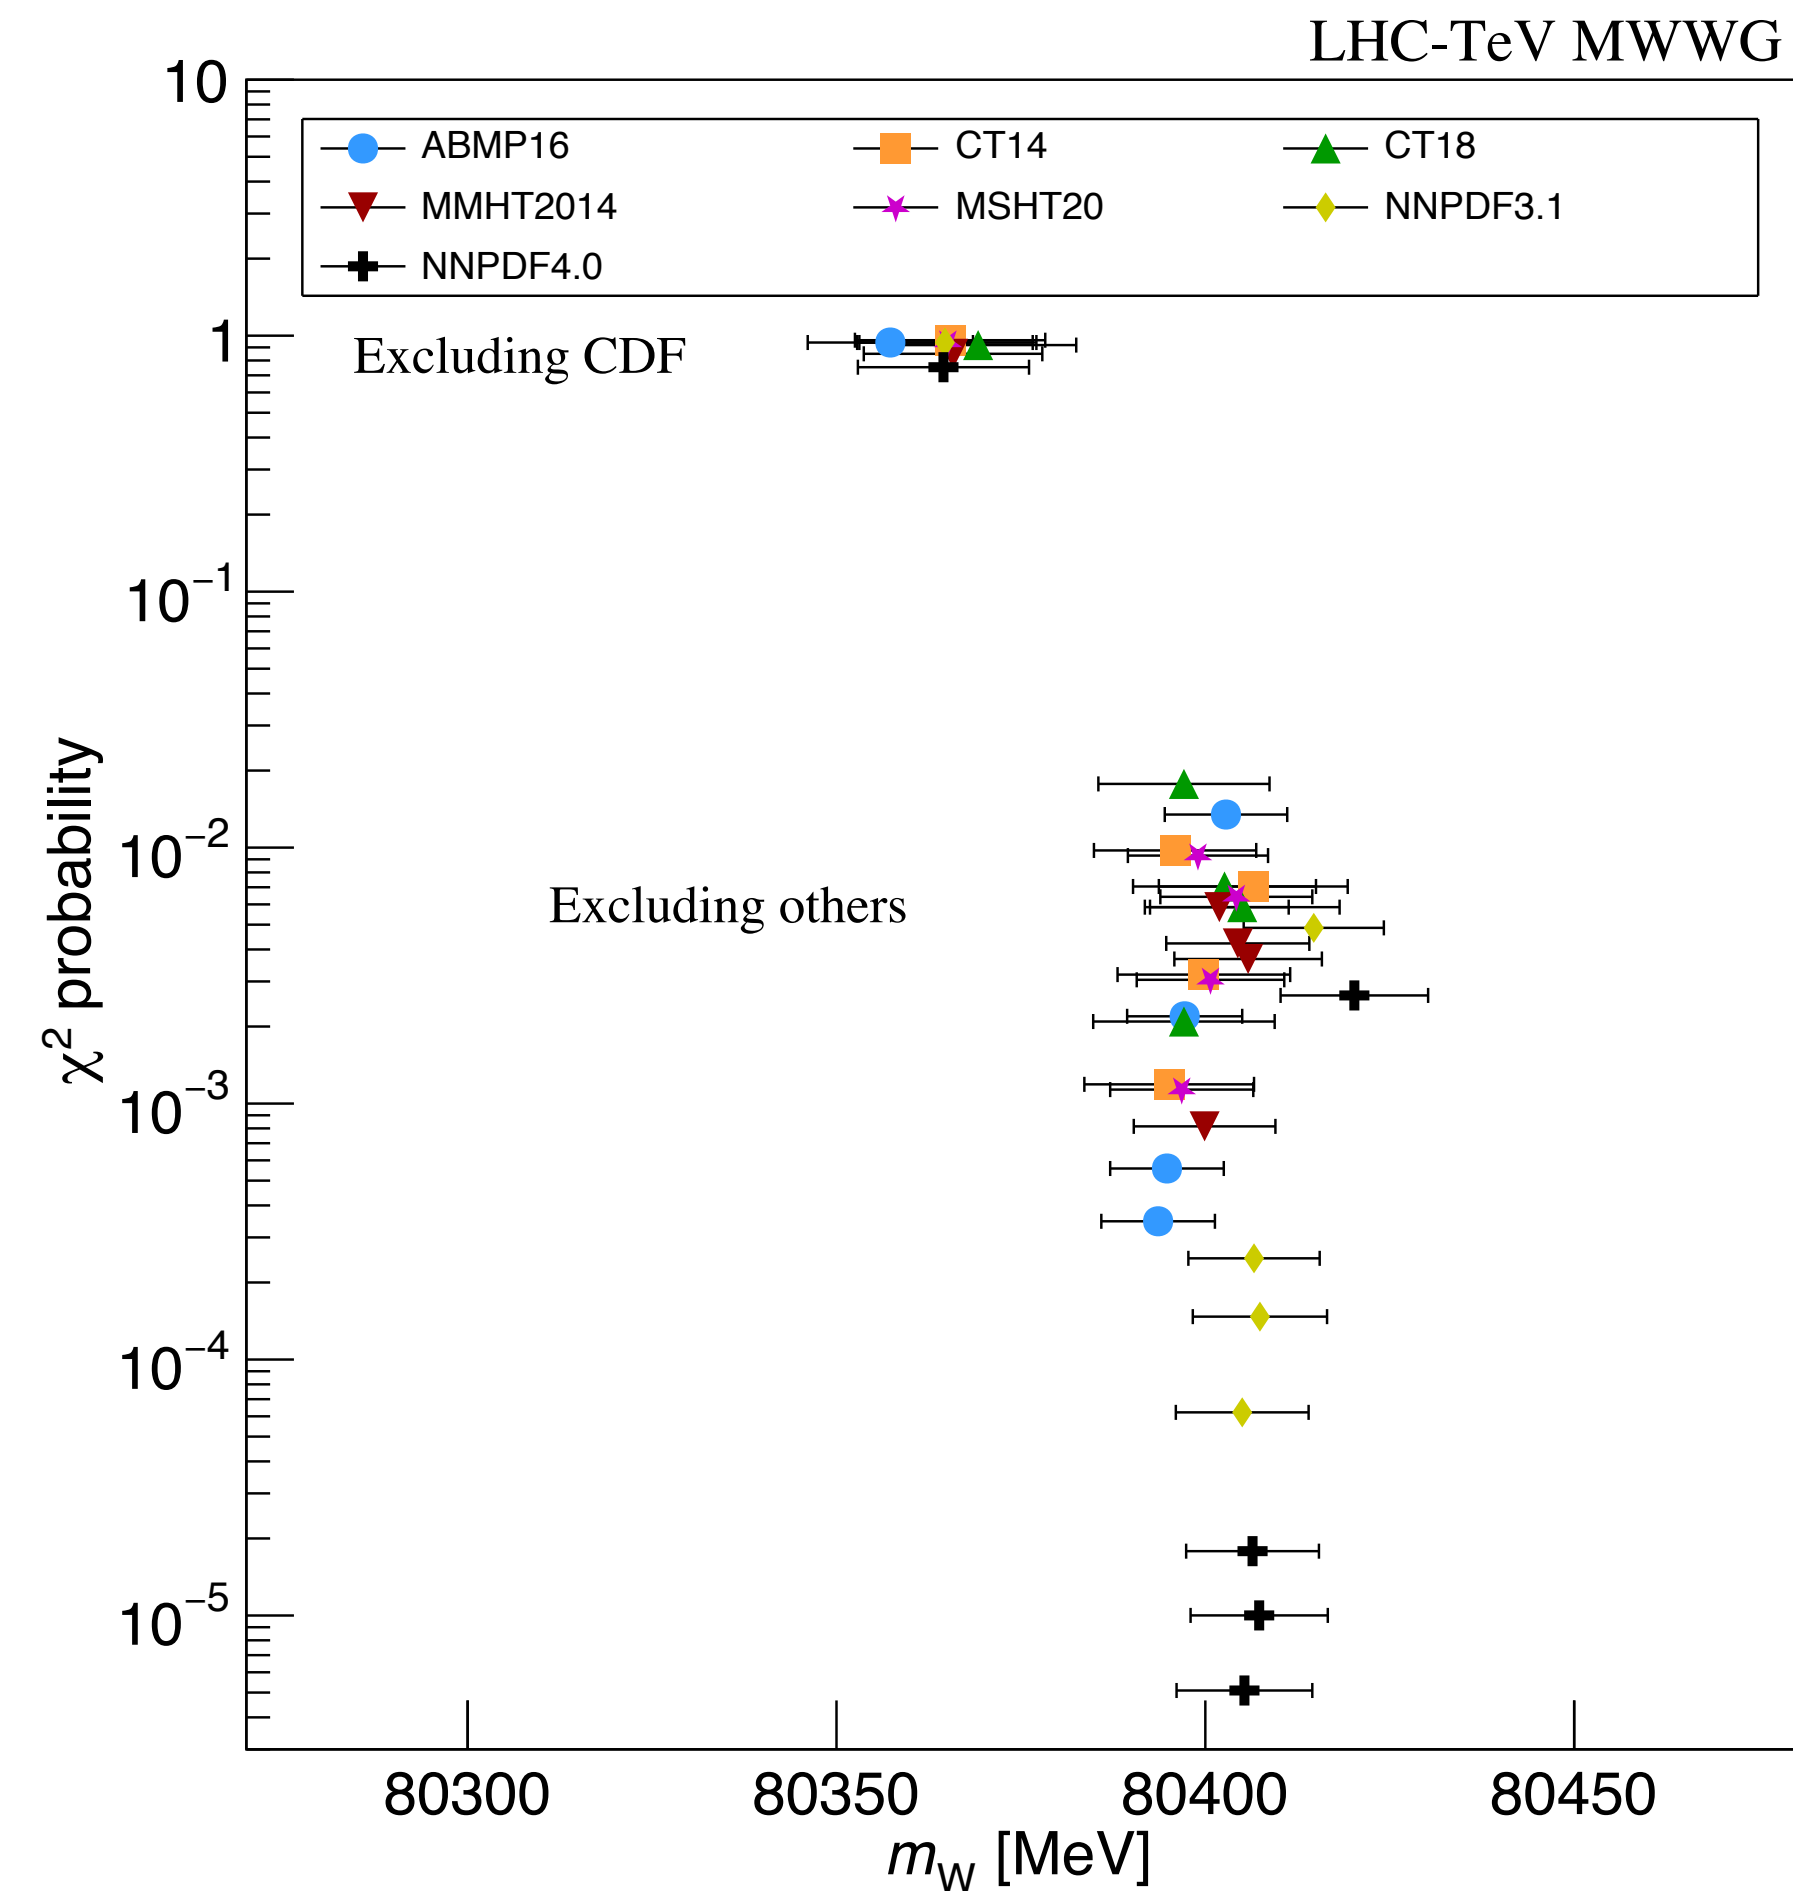 LHC-TeV MWWG
10
ABMP16 CT14 CT18
MMHT2014 MSHT20 NNPDF3.1
NNPDF4.0
1
Excluding CDF
10⁻¹
10⁻²
Excluding others
10⁻³
10⁻⁴
10⁻⁵
χ² probability
80300 80350 80400 80450
m_W [MeV]